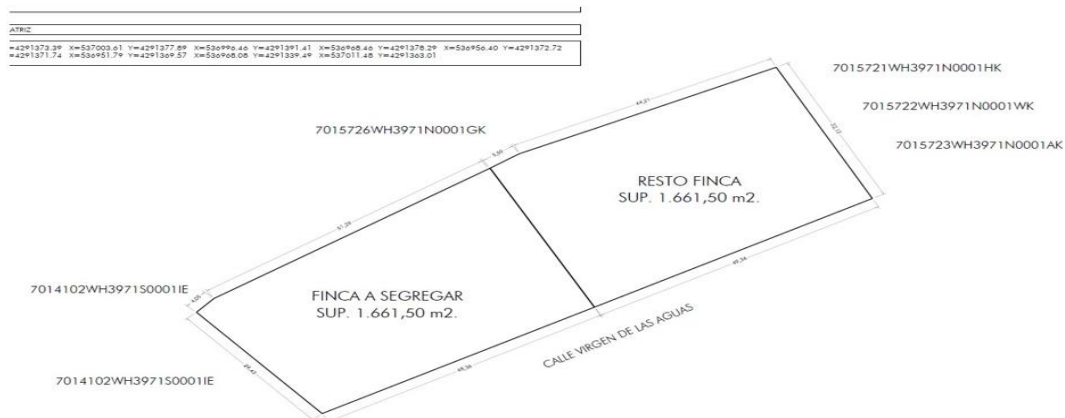 ATRIZ
=4291373.39 X=537003.61 Y=4291377.89 X=536996.46 Y=4291391.41 X=536968.46 Y=4291378.29 X=536956.40 Y=4291372.72
=4291371.74 X=536951.79 Y=4291369.57 X=536968.08 Y=4291339.49 X=537011.48 Y=4291363.01
7015721WH3971N0001HK
7015722WH3971N0001WK
7015726WH3971N0001GK
7015723WH3971N0001AK
RESTO FINCA
SUP. 1.661,50 m2.
7014102WH3971S0001IE
FINCA A SEGREGAR
SUP. 1.661,50 m2.
CALLE VIRGEN DE LAS AGUAS
7014102WH3971S0001IE